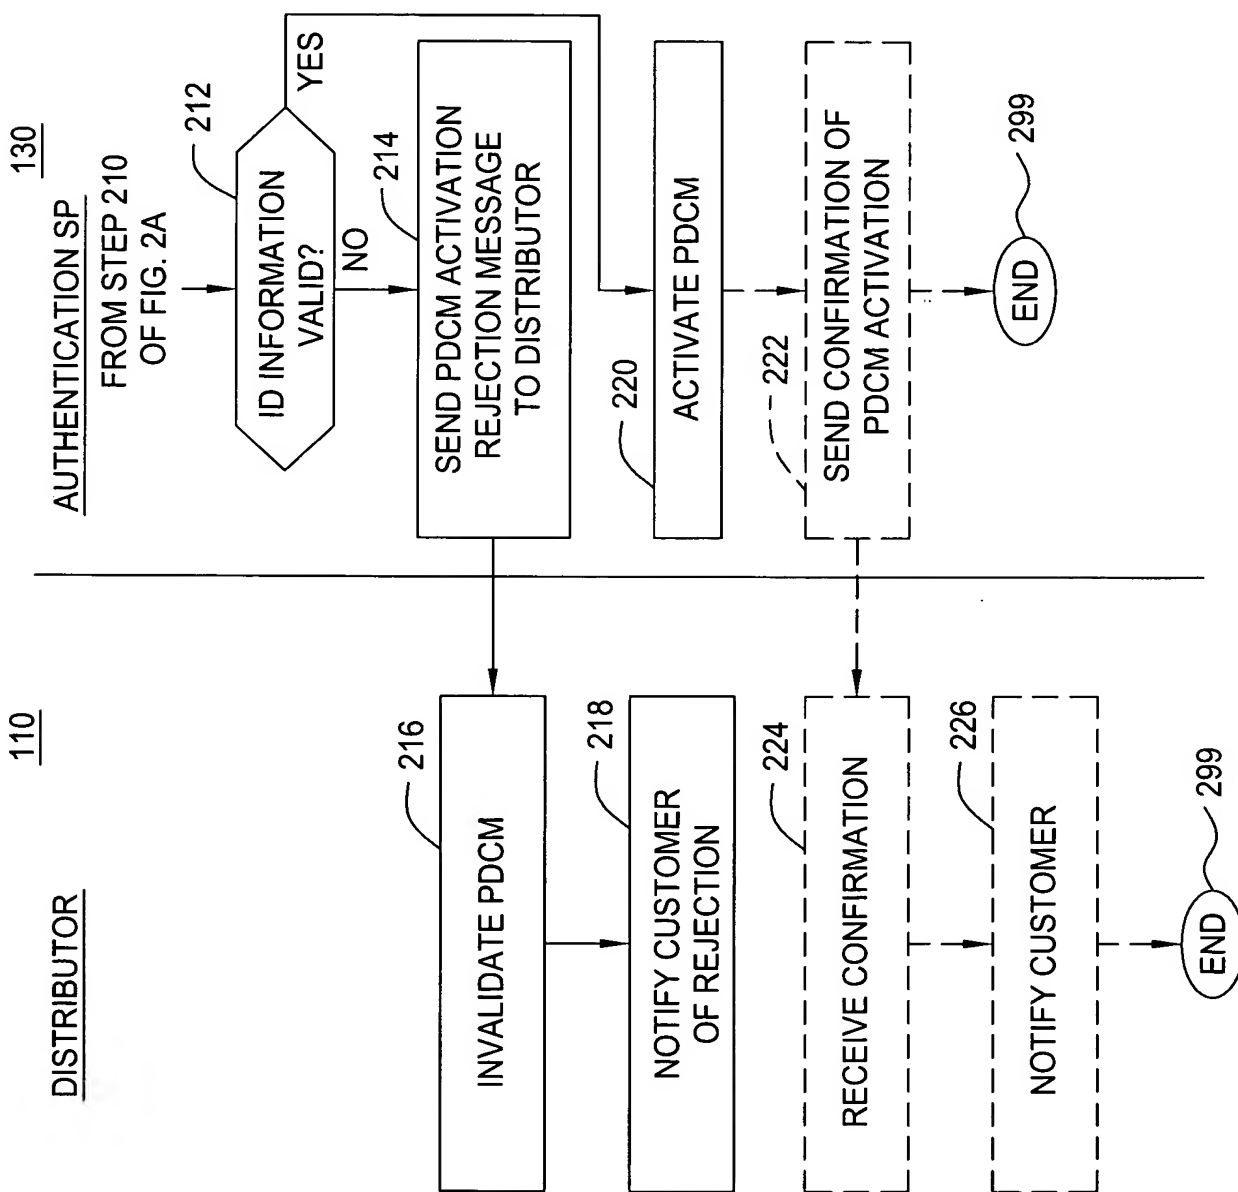 DISTRIBUTOR
110
INVALIDATE PDCM
216
NOTIFY CUSTOMER
OF REJECTION
218
RECEIVE CONFIRMATION
224
NOTIFY CUSTOMER
226
END
299
AUTHENTICATION SP
130
FROM STEP 210
OF FIG. 2A
ID INFORMATION
VALID?
212
YES
NO
SEND PDCM ACTIVATION
REJECTION MESSAGE
TO DISTRIBUTOR
214
ACTIVATE PDCM
220
SEND CONFIRMATION OF
PDCM ACTIVATION
222
END
299